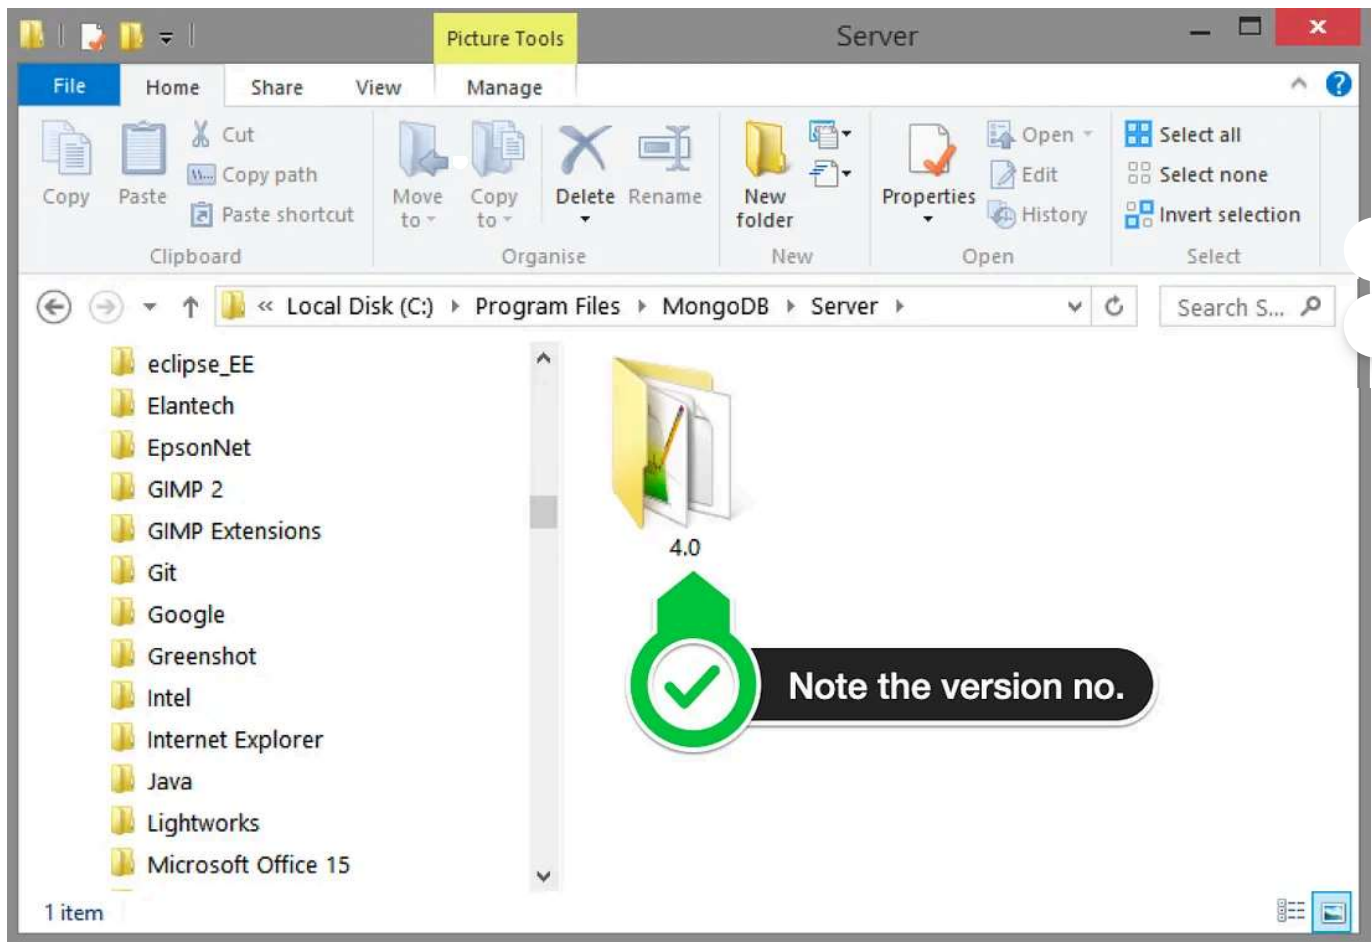 Picture Tools
Server
File Home Share View Manage
Copy
Paste
Cut
Copy path
Paste shortcut
Clipboard
Move to
Copy to
Delete
Rename
Organise
New folder
New
Properties
Open
Edit
History
Open
Select all
Select none
Invert selection
Select
« Local Disk (C:) Program Files MongoDB Server
Search S...
eclipse_EE
Elantech
EpsonNet
GIMP 2
GIMP Extensions
Git
Google
Greenshot
Intel
Internet Explorer
Java
Lightworks
Microsoft Office 15
4.0
Note the version no.
1 item